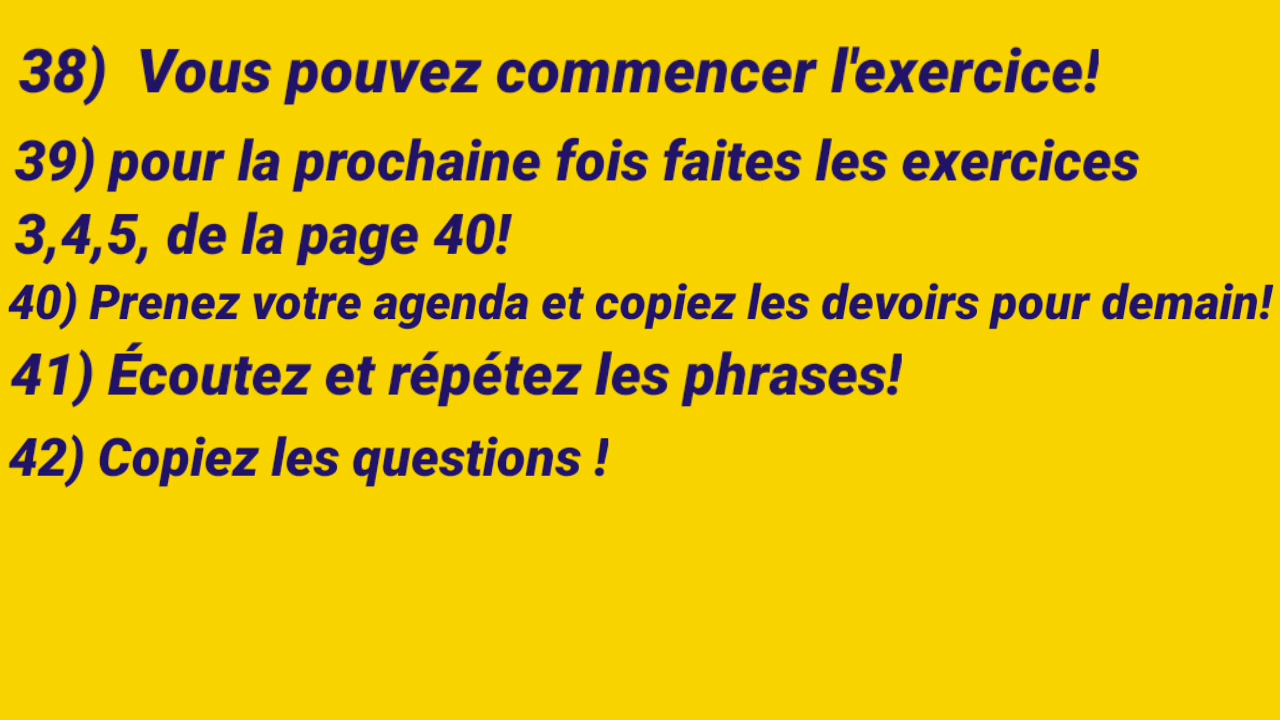 38) Vous pouvez commencer l'exercice!
39) pour la prochaine fois faites les exercices
3,4,5, de la page 40!
40) Prenez votre agenda et copiez les devoirs pour demain!
41) Écoutez et répétez les phrases!
42) Copiez les questions !